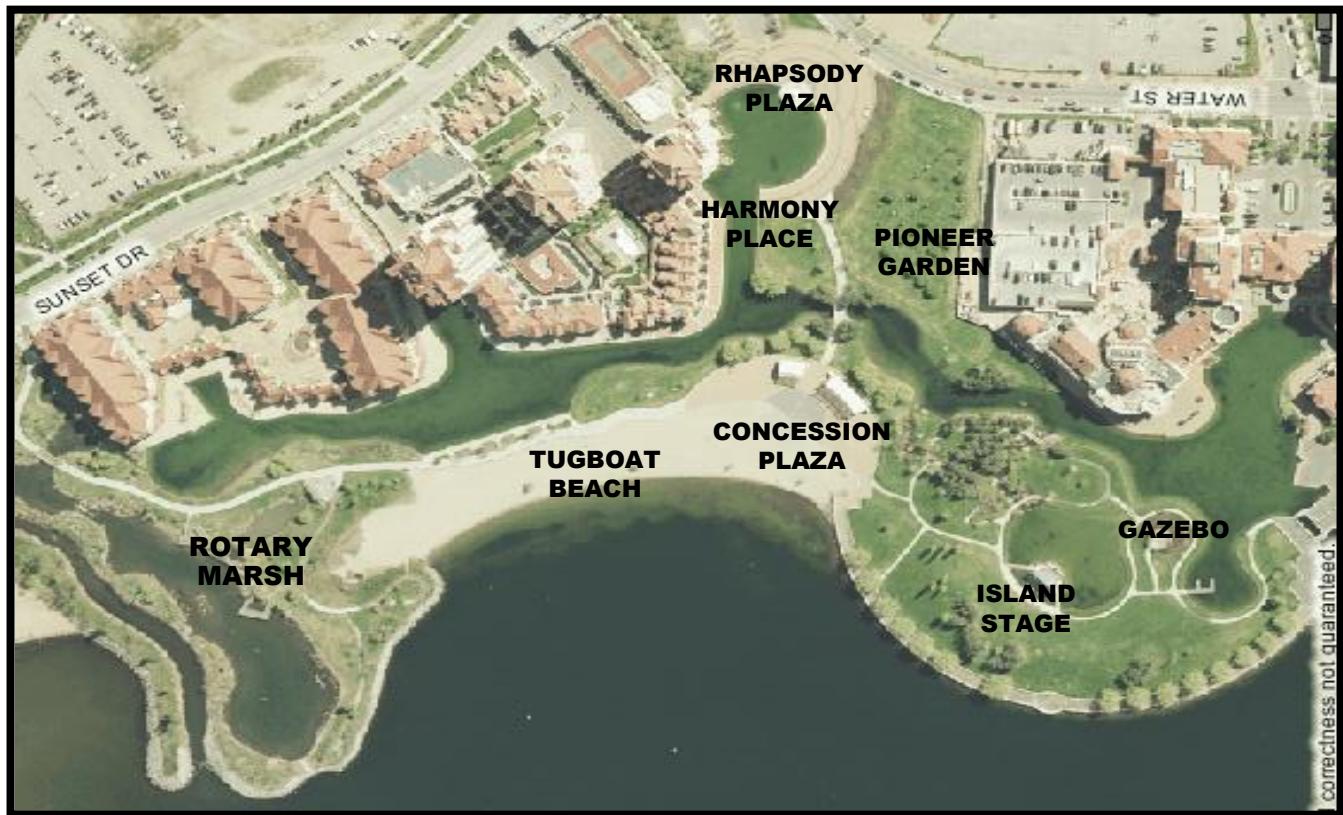 RHAPSODY
PLAZA
WATER ST
HARMONY
PLACE
PIONEER
GARDEN
SUNSET DR
CONCESSION
PLAZA
TUGBOAT
BEACH
GAZEBO
ROTARY
MARSH
ISLAND
STAGE
correctness not guaranteed.